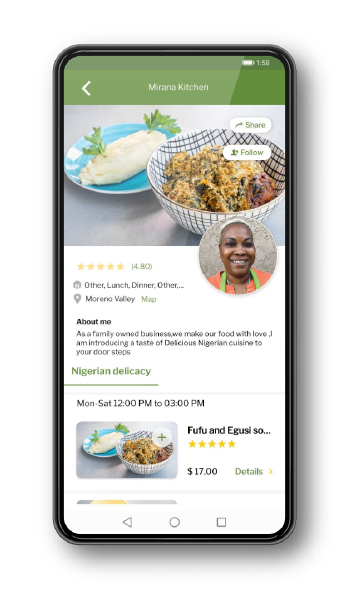 1:58
Mirana Kitchen
Share
Follow
(4.80)
Other, Lunch, Dinner, Other,...
Moreno Valley Map
About me
As a family owned business,we make our food with love ,I
am introducing a taste of Delicious Nigerian cuisine to
your door steps
Nigerian delicacy
Mon-Sat 12:00 PM to 03:00 PM
Fufu and Egusi so...
$ 17.00 Details